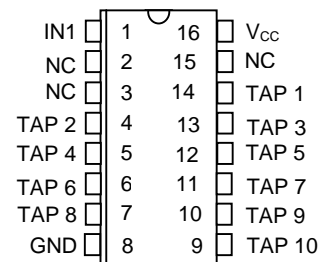 IN1 1 16 VCC
NC 2 15 NC
NC 3 14 TAP 1
TAP 2 4 13 TAP 3
TAP 4 5 12 TAP 5
TAP 6 6 11 TAP 7
TAP 8 7 10 TAP 9
GND 8 9 TAP 10